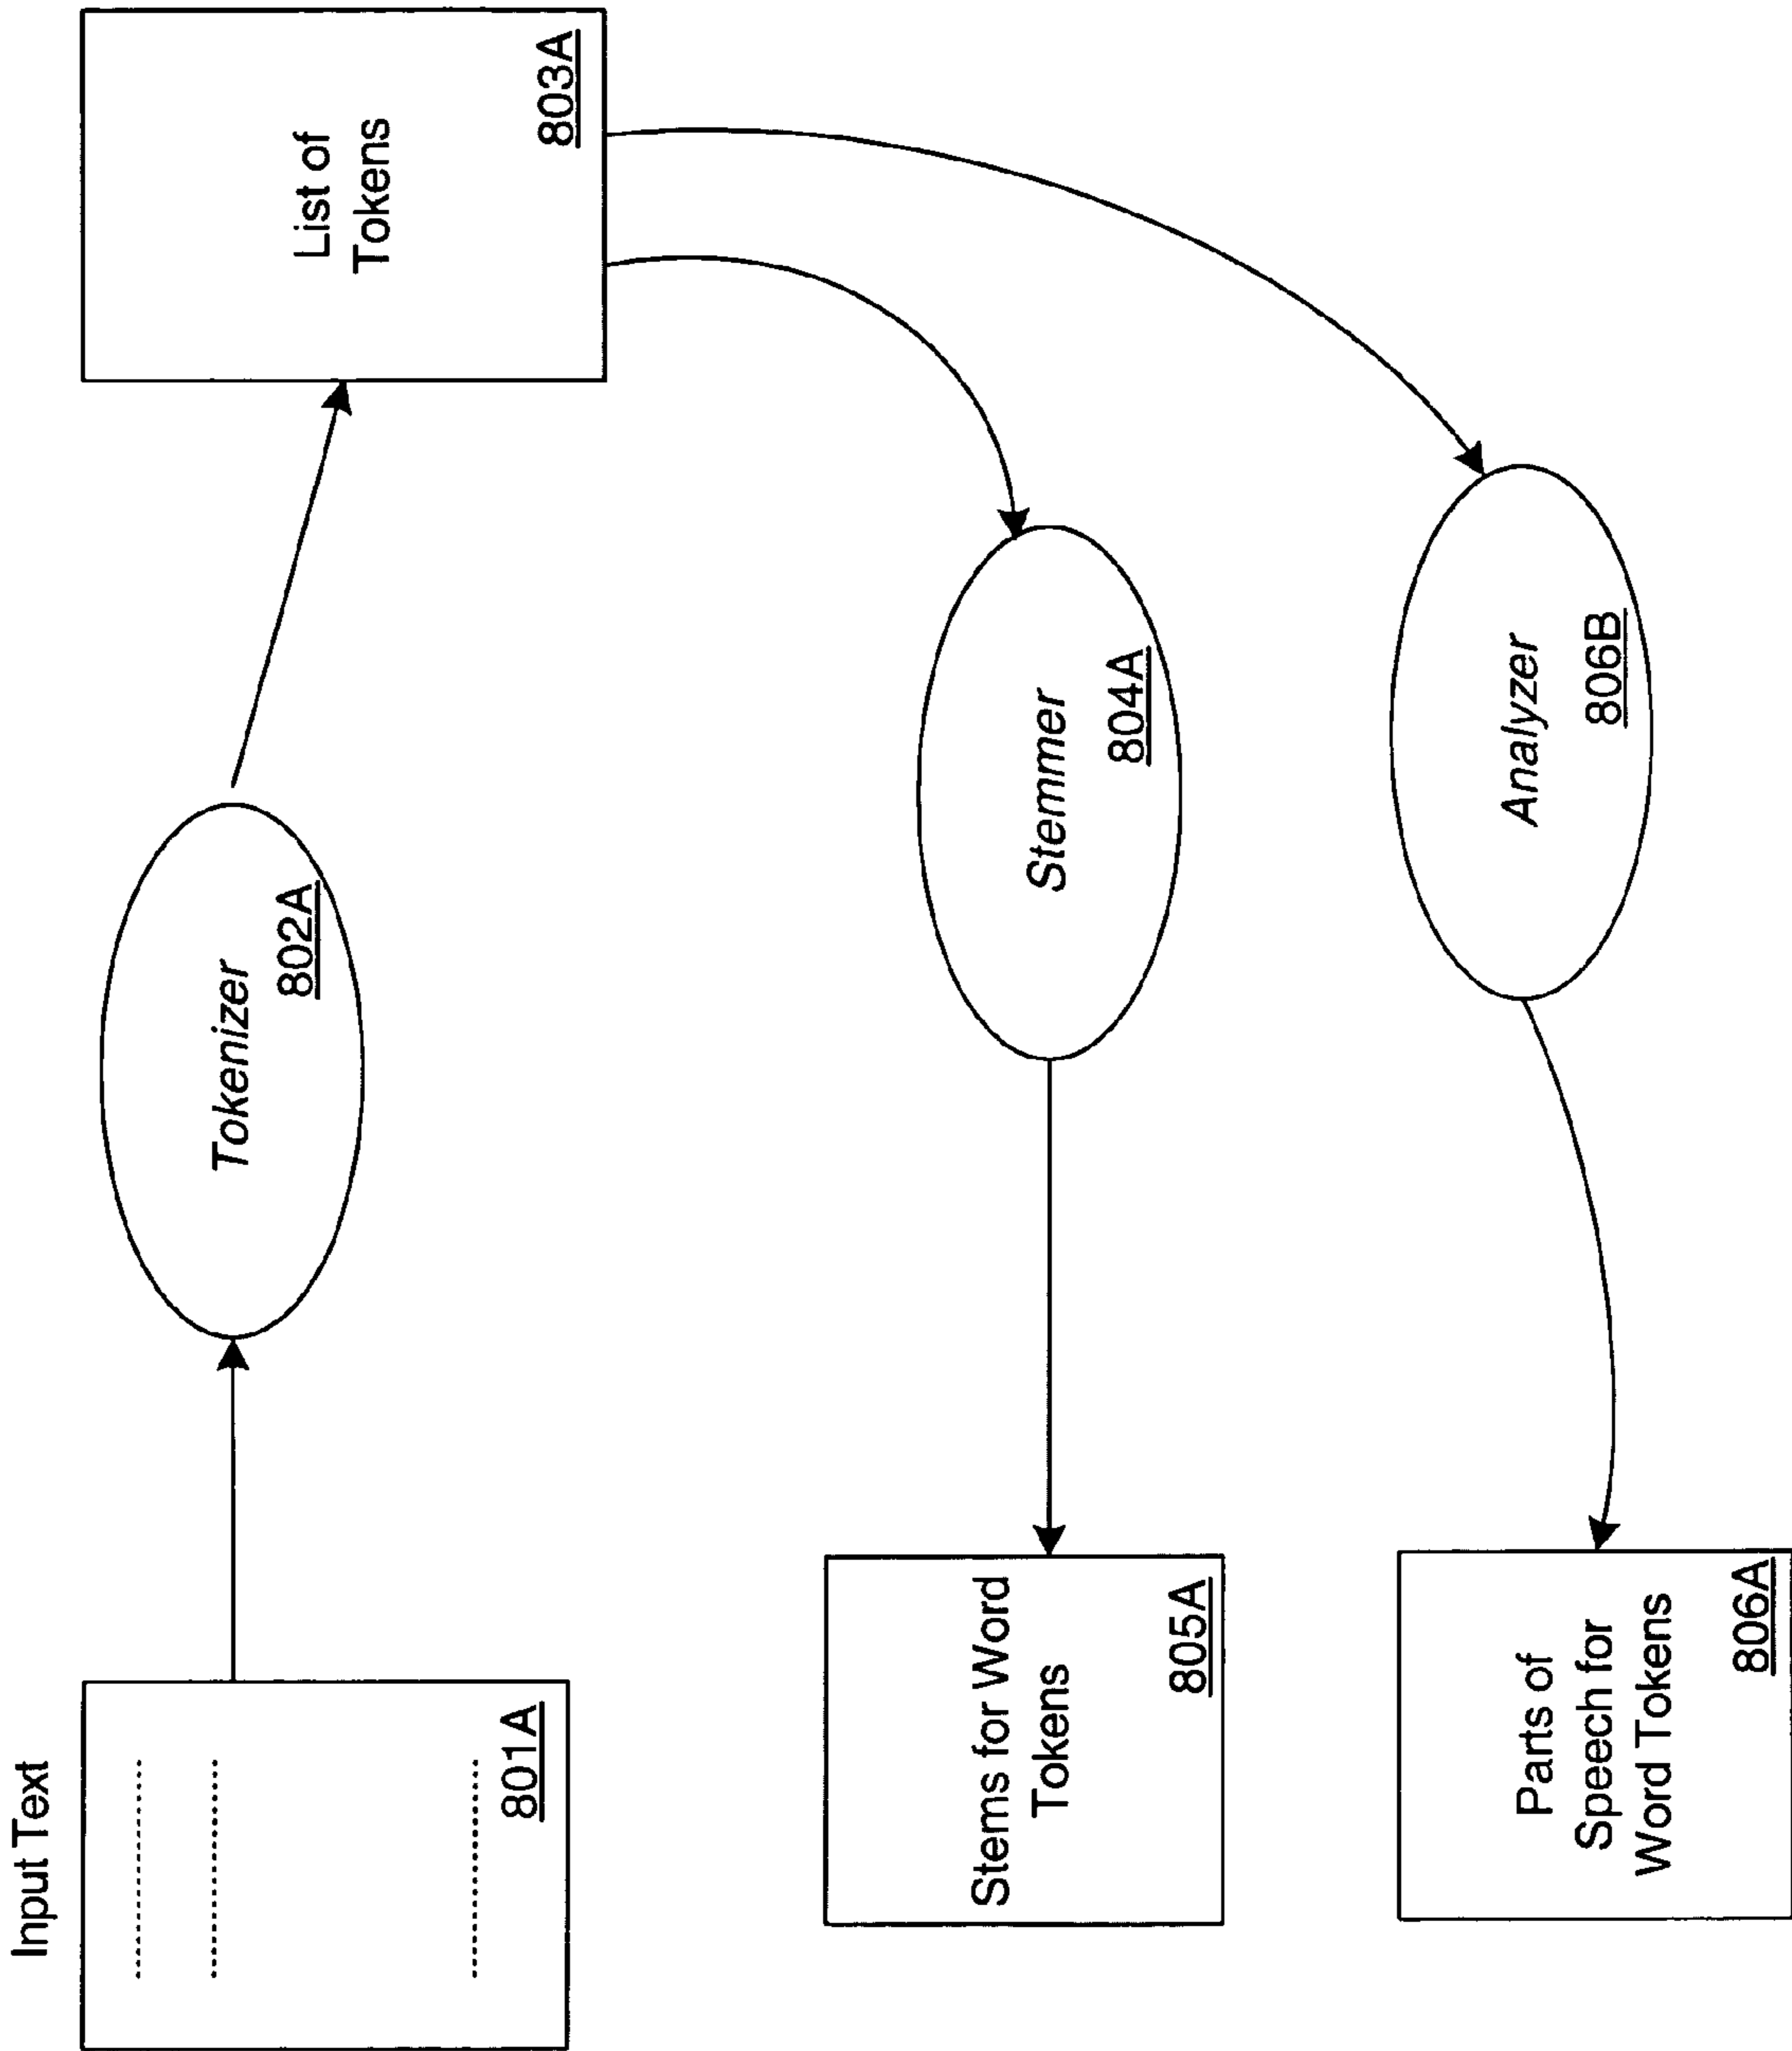 Input Text
801A
Tokenizer
802A
List of
Tokens
803A
Stems for Word
Tokens
805A
Stemmer
804A
Parts of
Speech for
Word Tokens
806A
Analyzer
806B